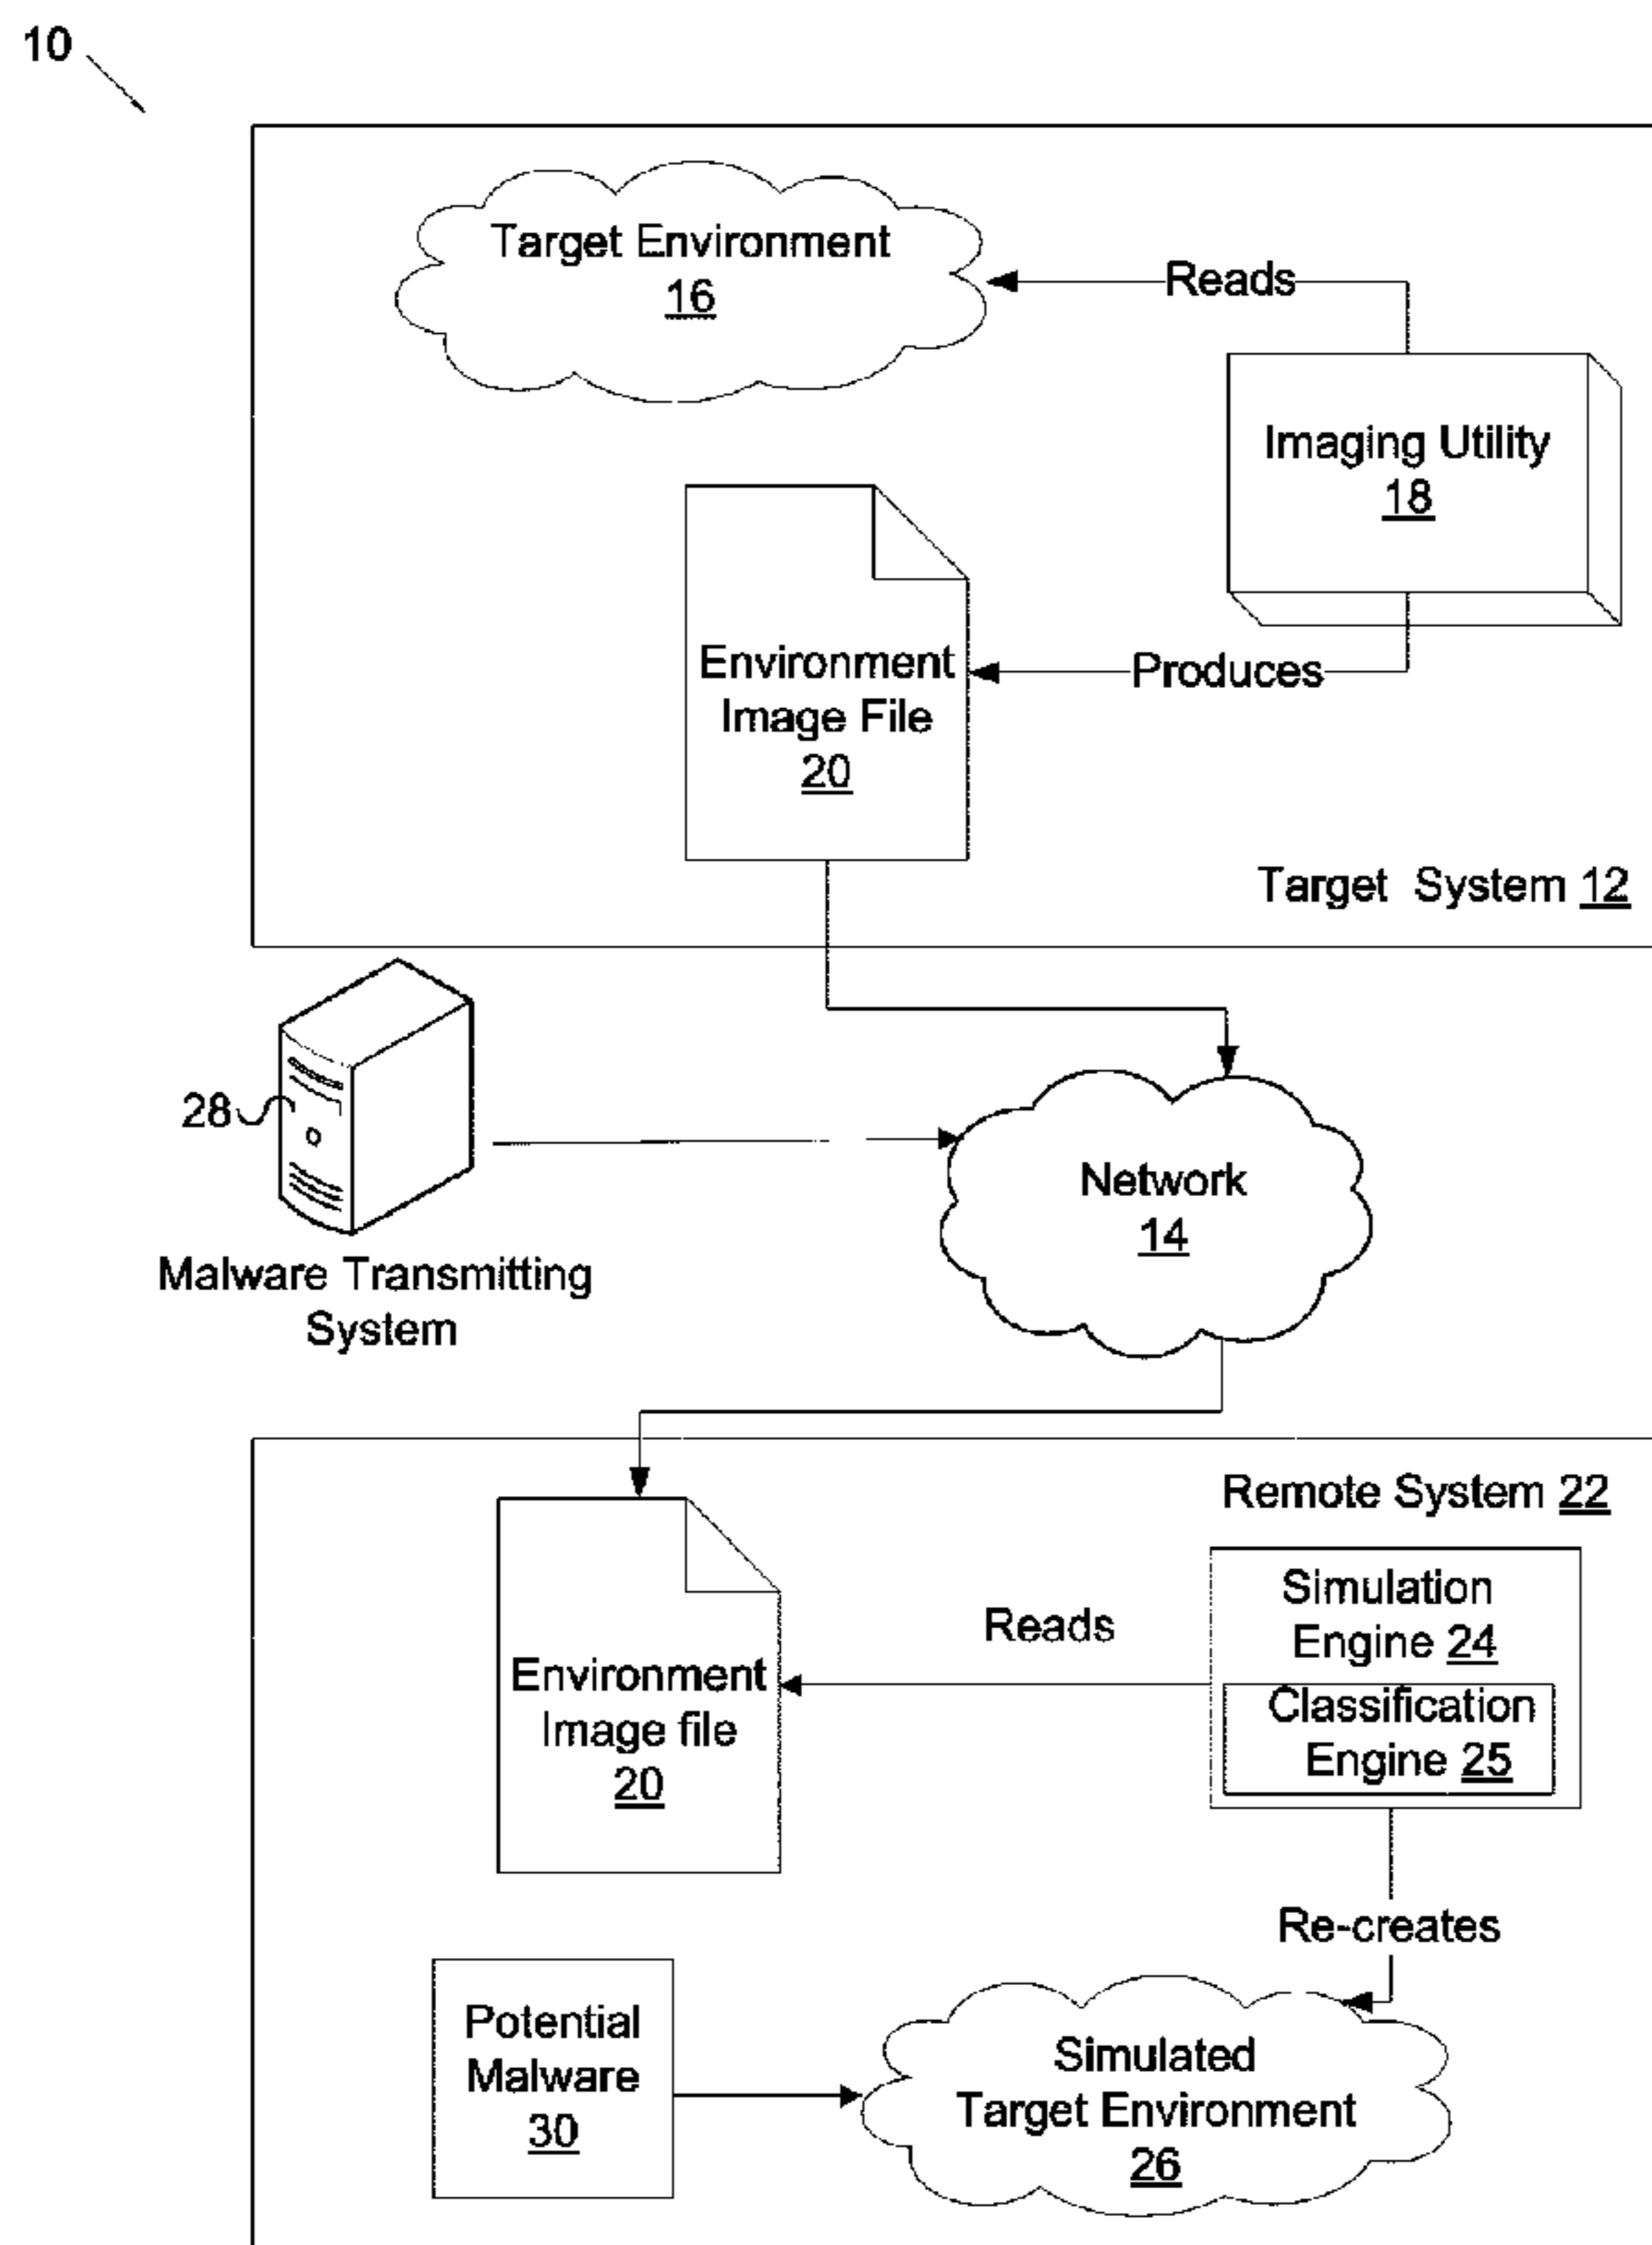 10
Target Environment
16
Reads
Imaging Utility
18
Environment
Image File
20
Produces
Target System 12
28
Malware Transmitting
System
Network
14
Remote System 22
Simulation
Engine 24
Classification
Engine 25
Reads
Environment
Image file
20
Re-creates
Potential
Malware
30
Simulated
Target Environment
26